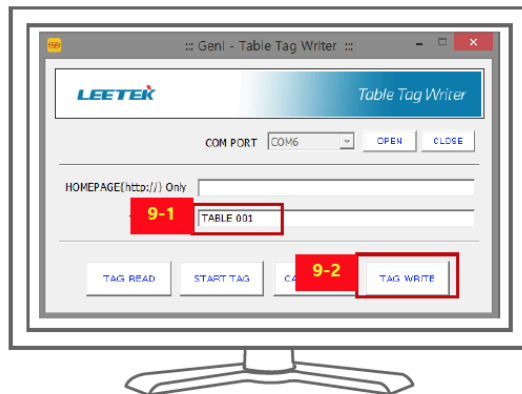 ::: Geni - Table Tag Writer :::
LEETEK
Table Tag Writer
COM PORT COM6 OPEN CLOSE
HOMEPAGE(http://) Only
9-1 TABLE 001
9-2
TAG READ START TAG CA TAG WRITE